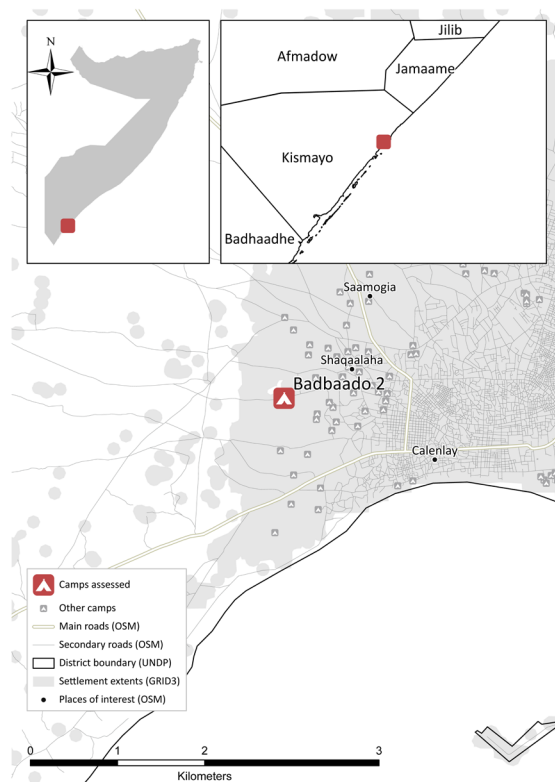 N
Jilib
Afmadow
Jamaame
Kismayo
Badhaadhe
Saamogia
Shaqaalaha
Badbaado 2
Calenlay
Camps assessed
Other camps
Main roads (OSM)
Secondary roads (OSM)
District boundary (UNDP)
Settlement extents (GRID3)
Places of interest (OSM)
0 1 2 3
Kilometers